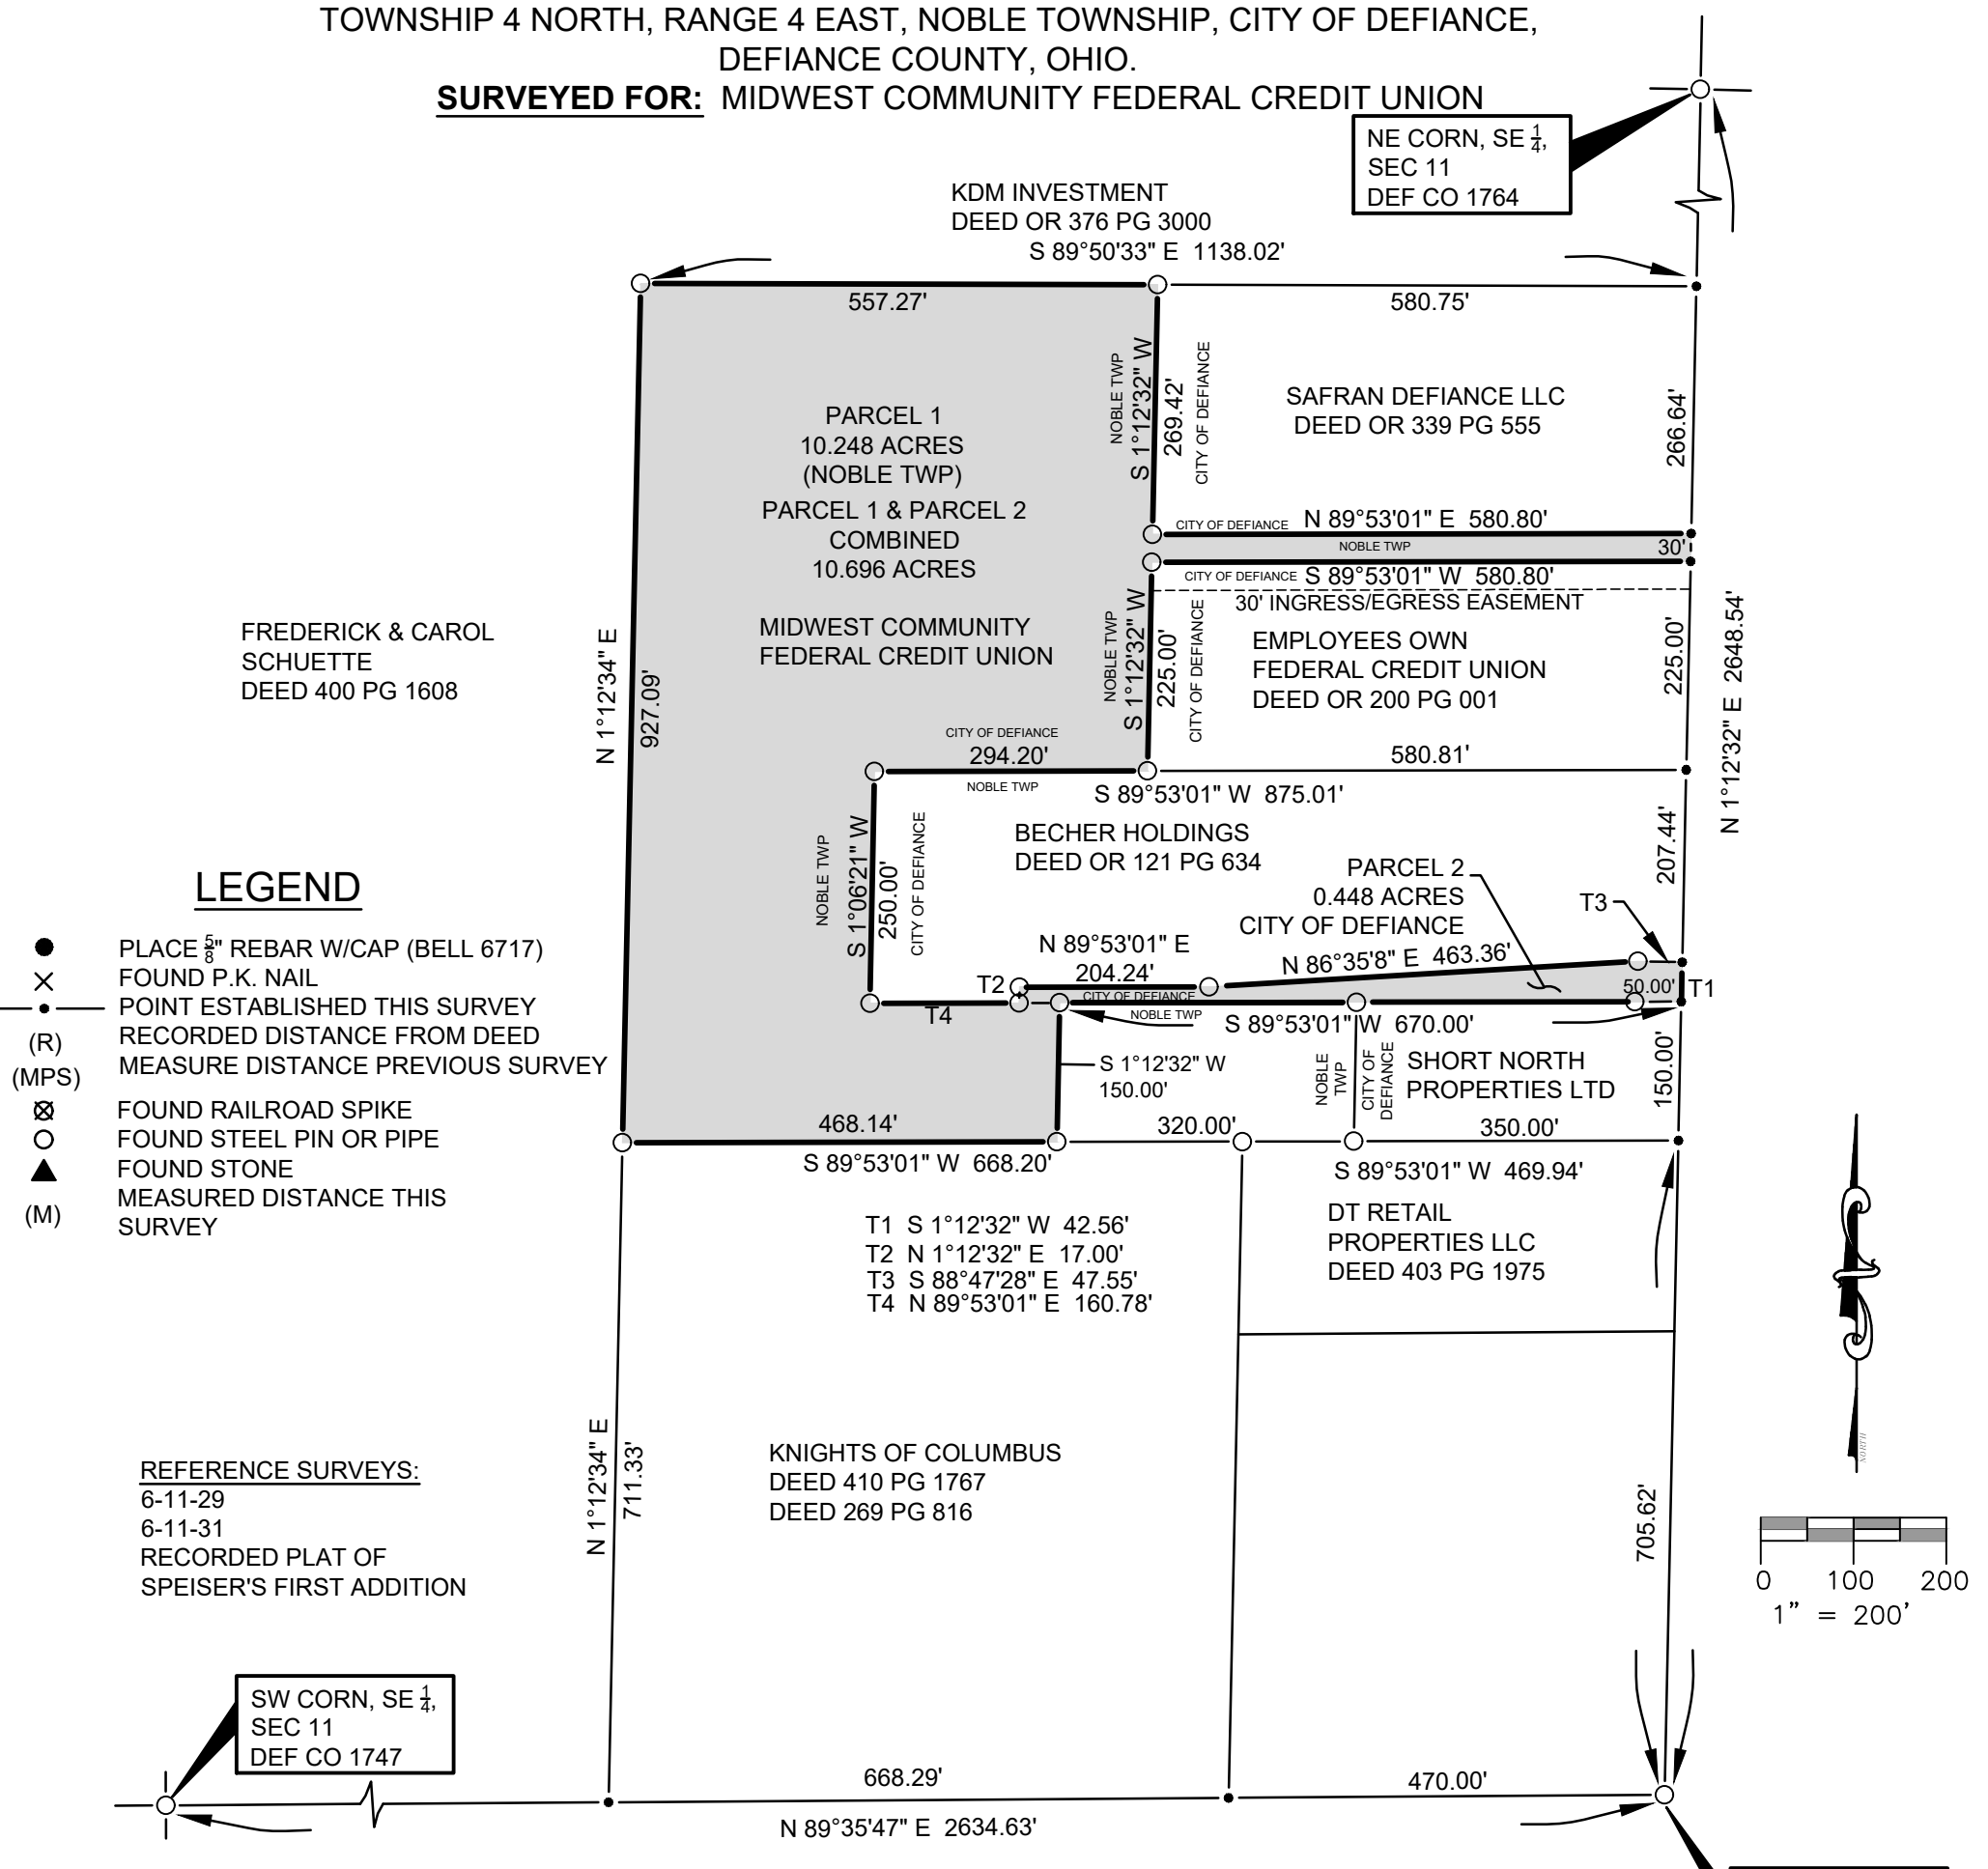 TOWNSHIP 4 NORTH, RANGE 4 EAST, NOBLE TOWNSHIP, CITY OF DEFIANCE,
DEFIANCE COUNTY, OHIO.
SURVEYED FOR: MIDWEST COMMUNITY FEDERAL CREDIT UNION
NE CORN, SE 1/4,
SEC 11
DEF CO 1764
KDM INVESTMENT
DEED OR 376 PG 3000
S 89°50'33" E 1138.02'
557.27'
580.75'
NOBLE TWP
S 1°12'32" W
269.42'
CITY OF DEFIANCE
SAFRAN DEFIANCE LLC
DEED OR 339 PG 555
266.64'
PARCEL 1
10.248 ACRES
(NOBLE TWP)
PARCEL 1 & PARCEL 2
COMBINED
10.696 ACRES
CITY OF DEFIANCE
N 89°53'01" E 580.80'
NOBLE TWP
30'
CITY OF DEFIANCE
S 89°53'01" W 580.80'
30' INGRESS/EGRESS EASEMENT
FREDERICK & CAROL
SCHUETTE
DEED 400 PG 1608
N 1°12'34" E
927.09'
MIDWEST COMMUNITY
FEDERAL CREDIT UNION
NOBLE TWP
S 1°12'32" W
225.00'
CITY OF DEFIANCE
EMPLOYEES OWN
FEDERAL CREDIT UNION
DEED OR 200 PG 001
225.00'
N 1°12'32" E 2648.54'
CITY OF DEFIANCE
294.20'
NOBLE TWP
580.81'
S 89°53'01" W 875.01'
NOBLE TWP
S 1°06'21" W
250.00'
CITY OF DEFIANCE
BECHER HOLDINGS
DEED OR 121 PG 634
207.44'
PARCEL 2
0.448 ACRES
CITY OF DEFIANCE
T3
N 89°53'01" E
204.24'
N 86°35'8" E 463.36'
T2
CITY OF DEFIANCE
50.00'
T1
T4
NOBLE TWP
S 89°53'01" W 670.00'
S 1°12'32" W
150.00'
NOBLE
TWP
CITY OF
DEFIANCE
SHORT NORTH
PROPERTIES LTD
150.00'
468.14'
320.00'
350.00'
S 89°53'01" W 668.20'
S 89°53'01" W 469.94'
LEGEND
PLACE 5/8" REBAR W/CAP (BELL 6717)
FOUND P.K. NAIL
POINT ESTABLISHED THIS SURVEY
(R) RECORDED DISTANCE FROM DEED
(MPS) MEASURE DISTANCE PREVIOUS SURVEY
FOUND RAILROAD SPIKE
FOUND STEEL PIN OR PIPE
FOUND STONE
(M) MEASURED DISTANCE THIS
SURVEY
T1 S 1°12'32" W 42.56'
T2 N 1°12'32" E 17.00'
T3 S 88°47'28" E 47.55'
T4 N 89°53'01" E 160.78'
DT RETAIL
PROPERTIES LLC
DEED 403 PG 1975
N 1°12'34" E
711.33'
KNIGHTS OF COLUMBUS
DEED 410 PG 1767
DEED 269 PG 816
705.62'
NORTH
REFERENCE SURVEYS:
6-11-29
6-11-31
RECORDED PLAT OF
SPEISER'S FIRST ADDITION
0 100 200
1" = 200'
SW CORN, SE 1/4,
SEC 11
DEF CO 1747
668.29'
470.00'
N 89°35'47" E 2634.63'